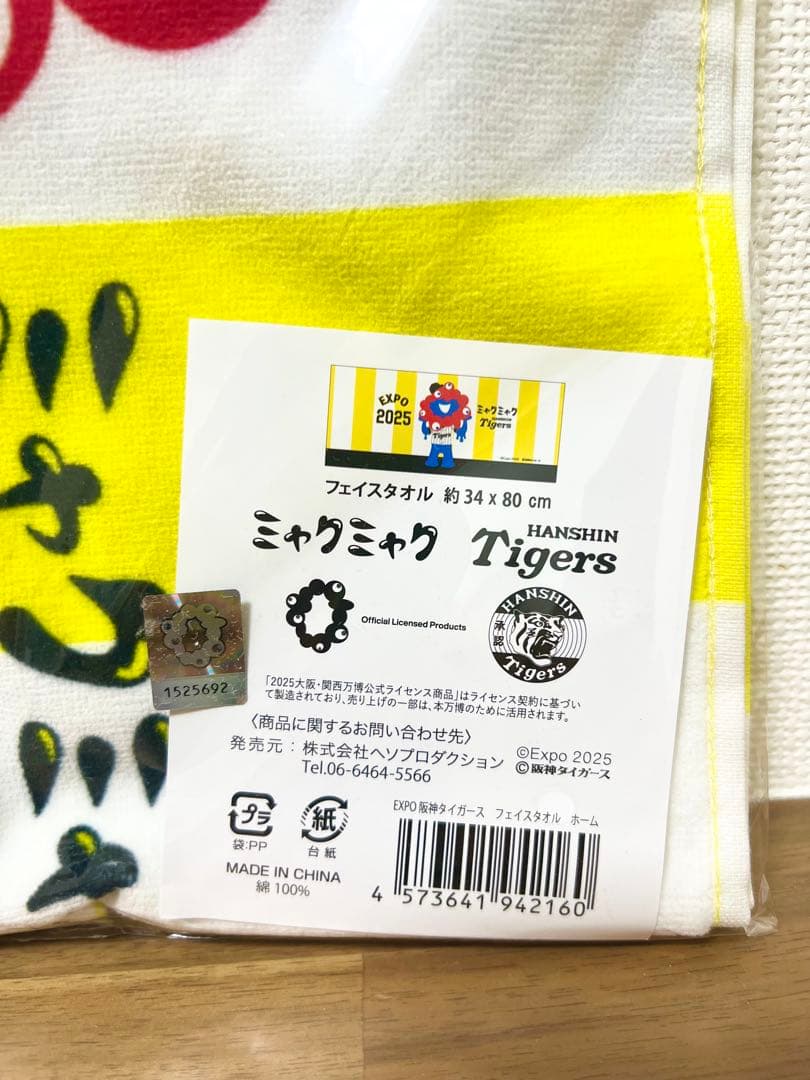 EXPO
2025
ミャクミャク
HANSHIN
Tigers
Tigers
フェイスタオル 約 34 x 80 cm
ミャクミャク
HANSHIN
Tigers
Official Licensed Products
HANSHIN
承認
Tigers
1525692
「2025大阪・関西万博公式ライセンス商品」はライセンス契約に基づい
て製造されており、売り上げの一部は、本万博のために活用されます。
〈商品に関するお問い合わせ先〉
発売元：株式会社ヘソプロダクション
Tel.06-6464-5566
©Expo 2025
©阪神タイガース
プラ
袋:PP
紙
台紙
MADE IN CHINA
綿 100%
EXPO 阪神タイガース フェイスタオル ホーム
4 573641 942160